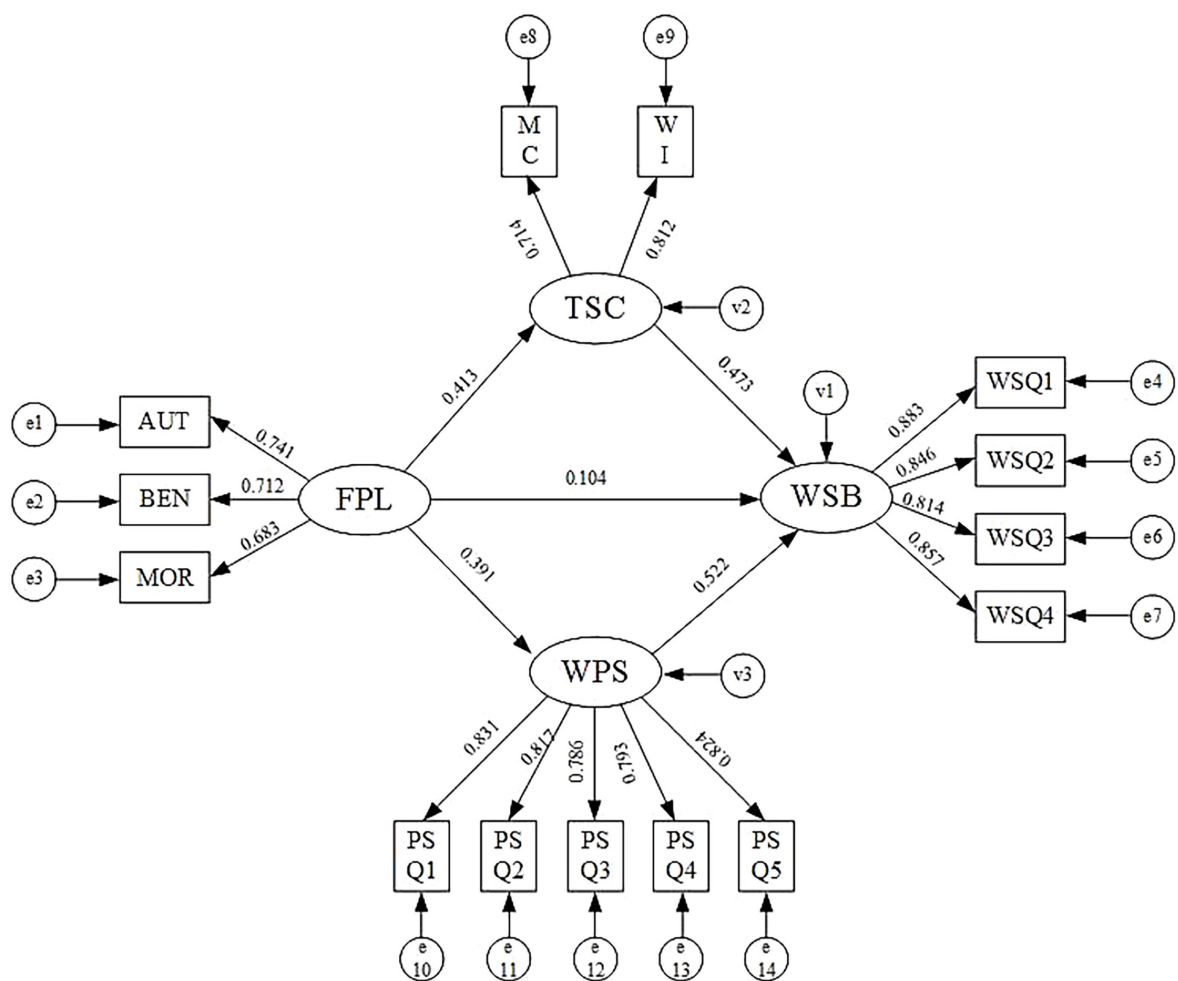 e8
e9
M
C
W
I
0.714
0.812
TSC
v2
0.413
0.473
v1
WSQ1
e4
e1
AUT
0.741
0.883
WSQ2
e5
0.846
e2
BEN
0.712
FPL
0.104
WSB
0.814
WSQ3
e6
0.683
0.857
e3
MOR
0.391
0.522
WSQ4
e7
WPS
v3
0.831
0.817
0.786
0.793
0.824
PS
Q1
PS
Q2
PS
Q3
PS
Q4
PS
Q5
e
10
e
11
e
12
e
13
e
14